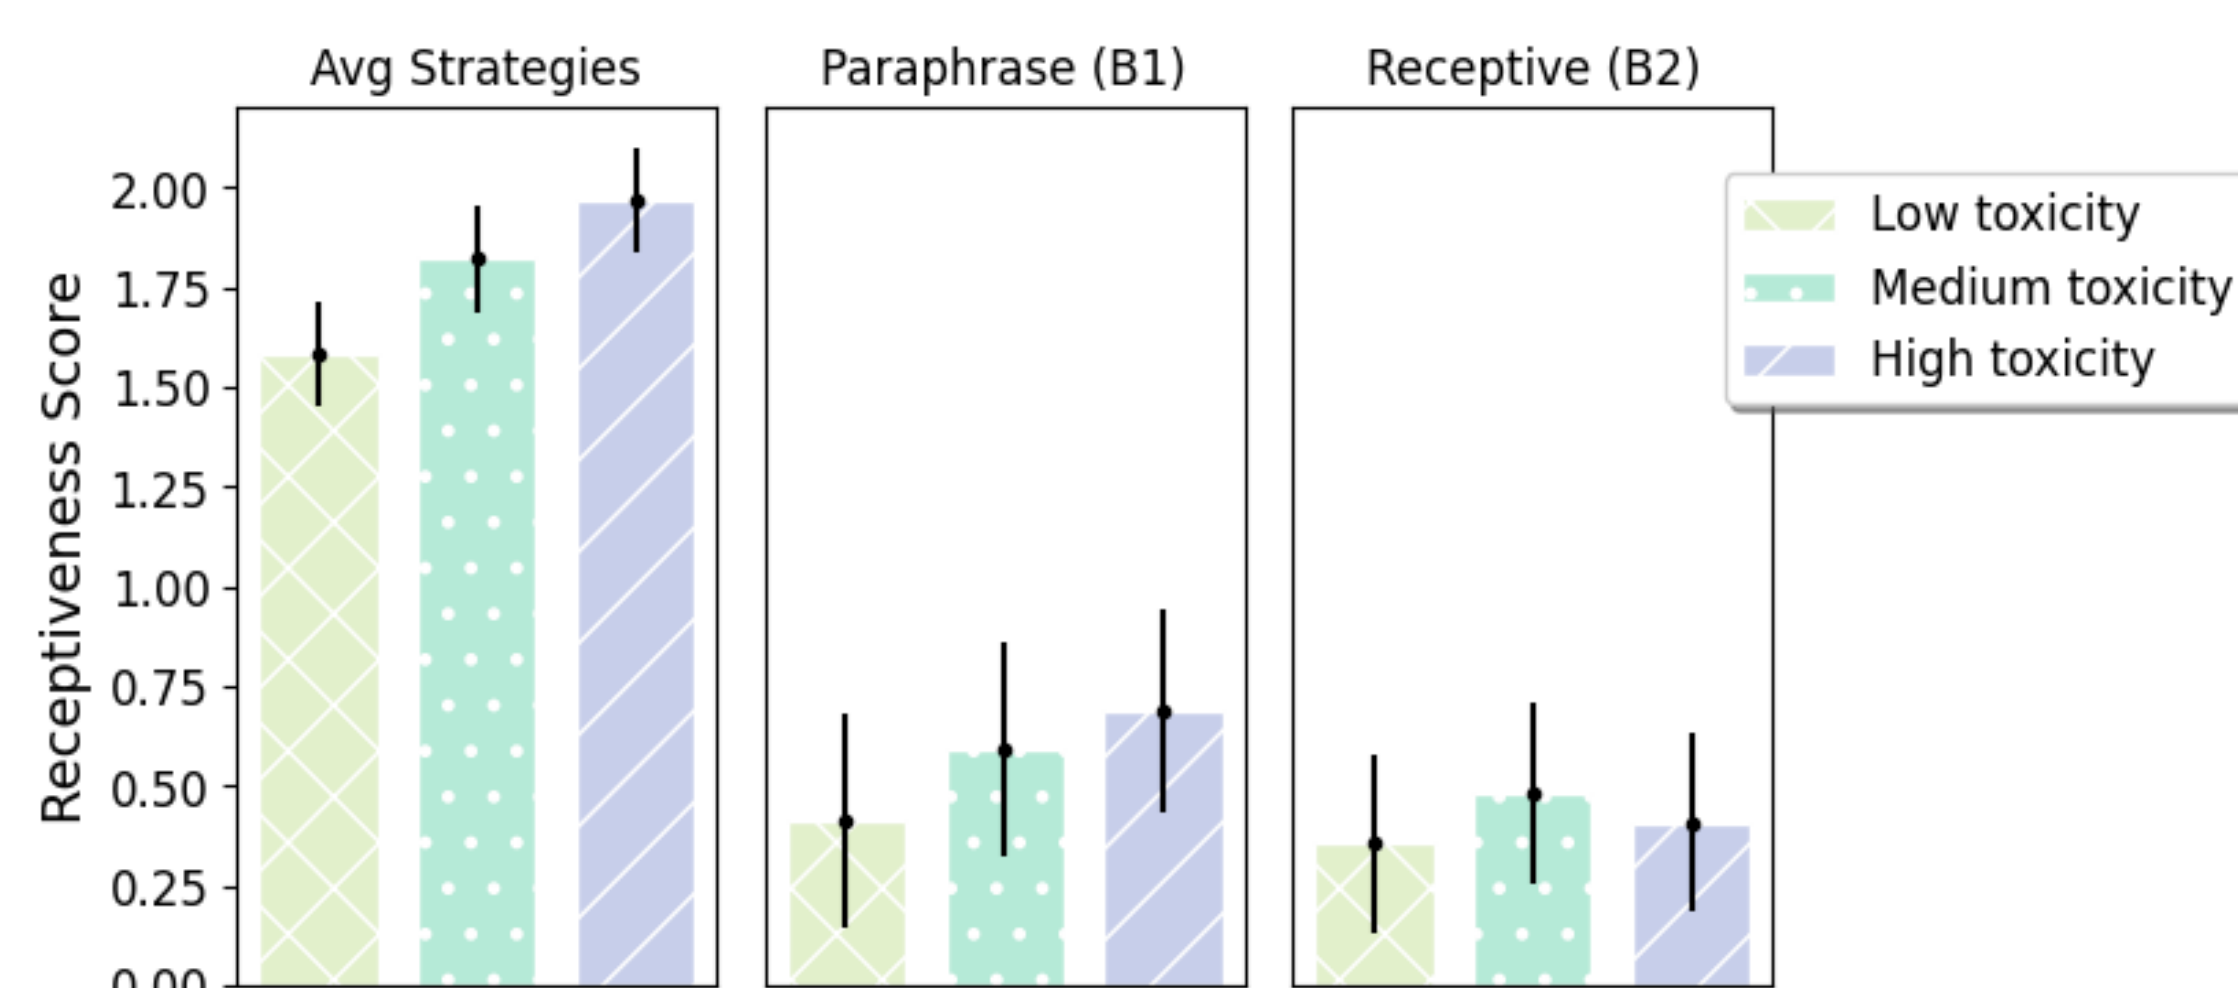 Avg Strategies
Paraphrase (B1)
Receptive (B2)
Receptiveness Score
2.00
1.75
1.50
1.25
1.00
0.75
0.50
0.25
0.00
Low toxicity
Medium toxicity
High toxicity